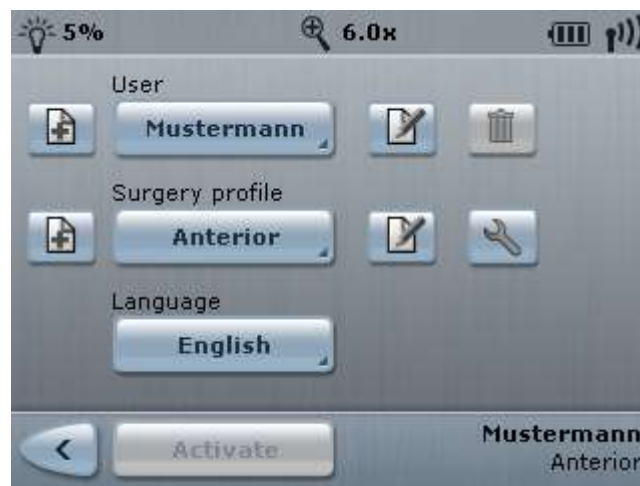 5% 6.0x
User
Mustermann
Surgery profile
Anterior
Language
English
Activate
Mustermann
Anterior